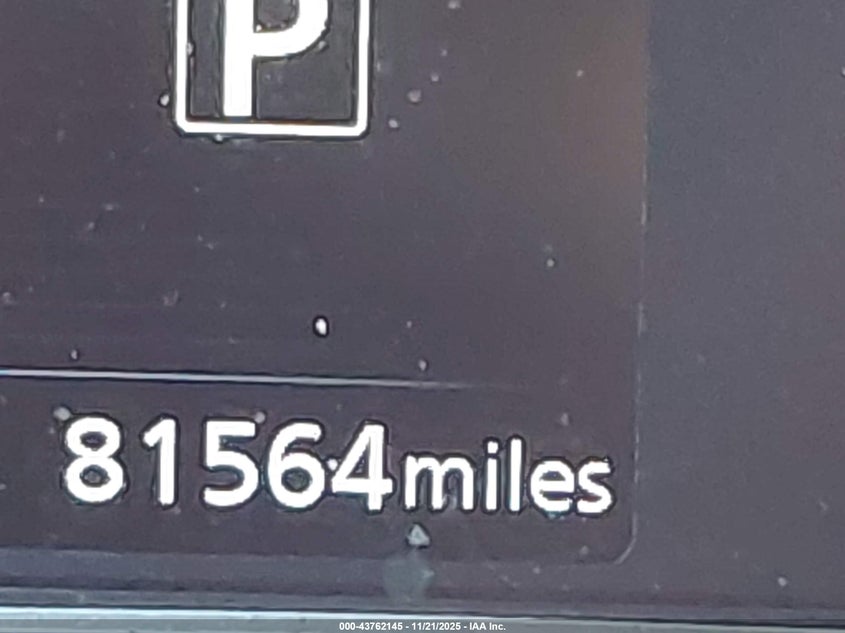 P
81564miles
000-43762145 - 11/21/2025 - IAA Inc.